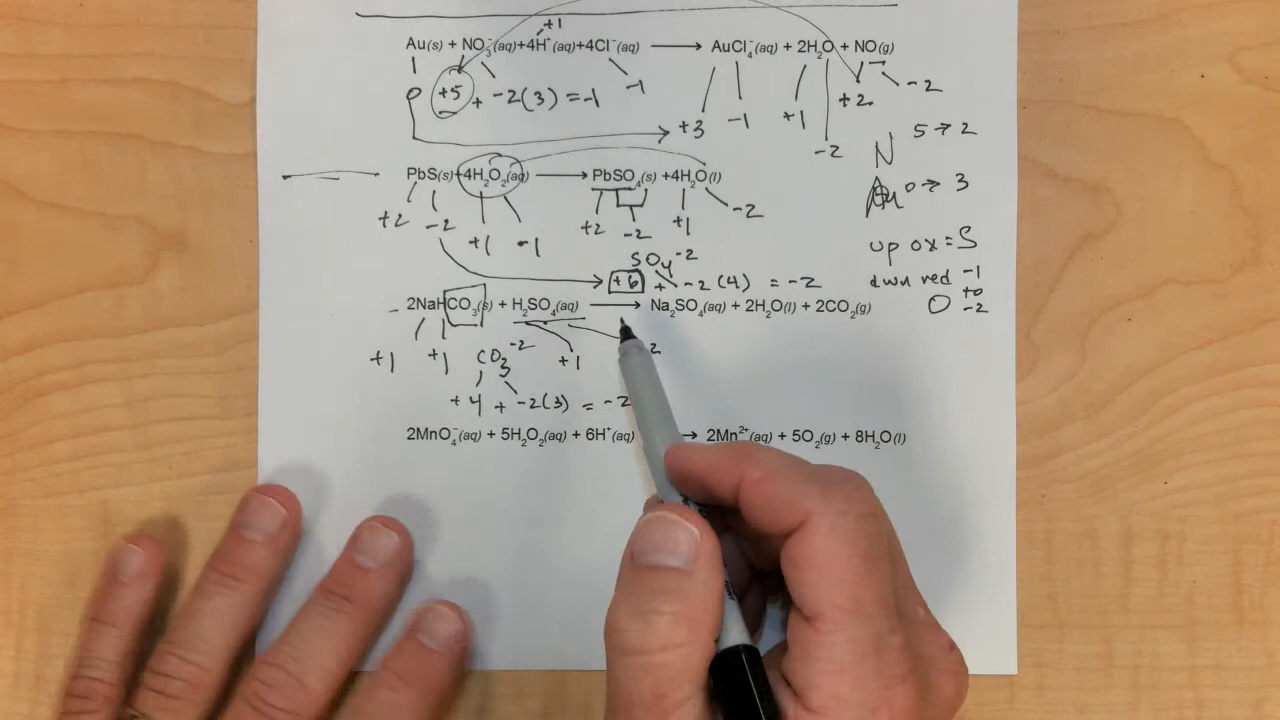 +1
Au(s) + NO₃⁻(aq)+4H⁺(aq)+4Cl⁻(aq) ⟶ AuCl₄⁻(aq) + 2H₂O + NO(g)
0 +5 + -2(3) = -1 -1 +3 -1 +1 -2 +2 -2
N 5 → 2
PbS(s)+4H₂O₂(aq) ⟶ PbSO₄(s) +4H₂O(l)
Au 0 → 3
+2 -2 +1 -1 +2 -2 +1 -2
up ox = S
SO₄⁻²
+6 + -2(4) = -2
dwn red -1
to
O -2
2NaHCO₃(s) + H₂SO₄(aq) ⟶ Na₂SO₄(aq) + 2H₂O(l) + 2CO₂(g)
+1 +1 CO₃⁻² +1 2
+4 + -2(3) = -2
2MnO₄⁻(aq) + 5H₂O₂(aq) + 6H⁺(aq) → 2Mn²⁺(aq) + 5O₂(g) + 8H₂O(l)